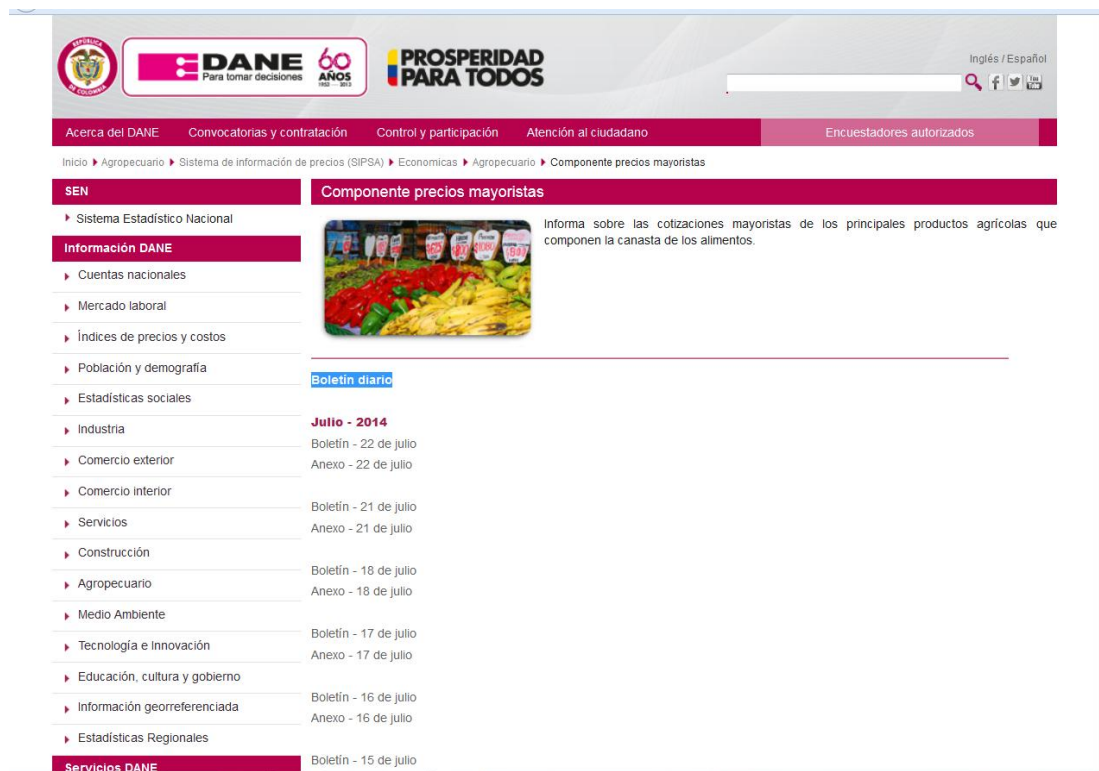 REPÚBLICA
DE COLOMBIA
DANE
Para tomar decisiones
60
AÑOS
1953 — 2013
PROSPERIDAD
PARA TODOS
Inglés / Español
You
Tube
Acerca del DANE Convocatorias y contratación Control y participación Atención al ciudadano Encuestadores autorizados
Inicio Agropecuario Sistema de información de precios (SIPSA) Economicas Agropecuario Componente precios mayoristas
SEN
Sistema Estadístico Nacional
Información DANE
Cuentas nacionales
Mercado laboral
Índices de precios y costos
Población y demografía
Estadísticas sociales
Industria
Comercio exterior
Comercio interior
Servicios
Construcción
Agropecuario
Medio Ambiente
Tecnología e Innovación
Educación, cultura y gobierno
Información georreferenciada
Estadísticas Regionales
Servicios DANE
Componente precios mayoristas
Informa sobre las cotizaciones mayoristas de los principales productos agrícolas que
componen la canasta de los alimentos.
Boletín diario
Julio - 2014
Boletín - 22 de julio
Anexo - 22 de julio
Boletín - 21 de julio
Anexo - 21 de julio
Boletín - 18 de julio
Anexo - 18 de julio
Boletín - 17 de julio
Anexo - 17 de julio
Boletín - 16 de julio
Anexo - 16 de julio
Boletín - 15 de julio